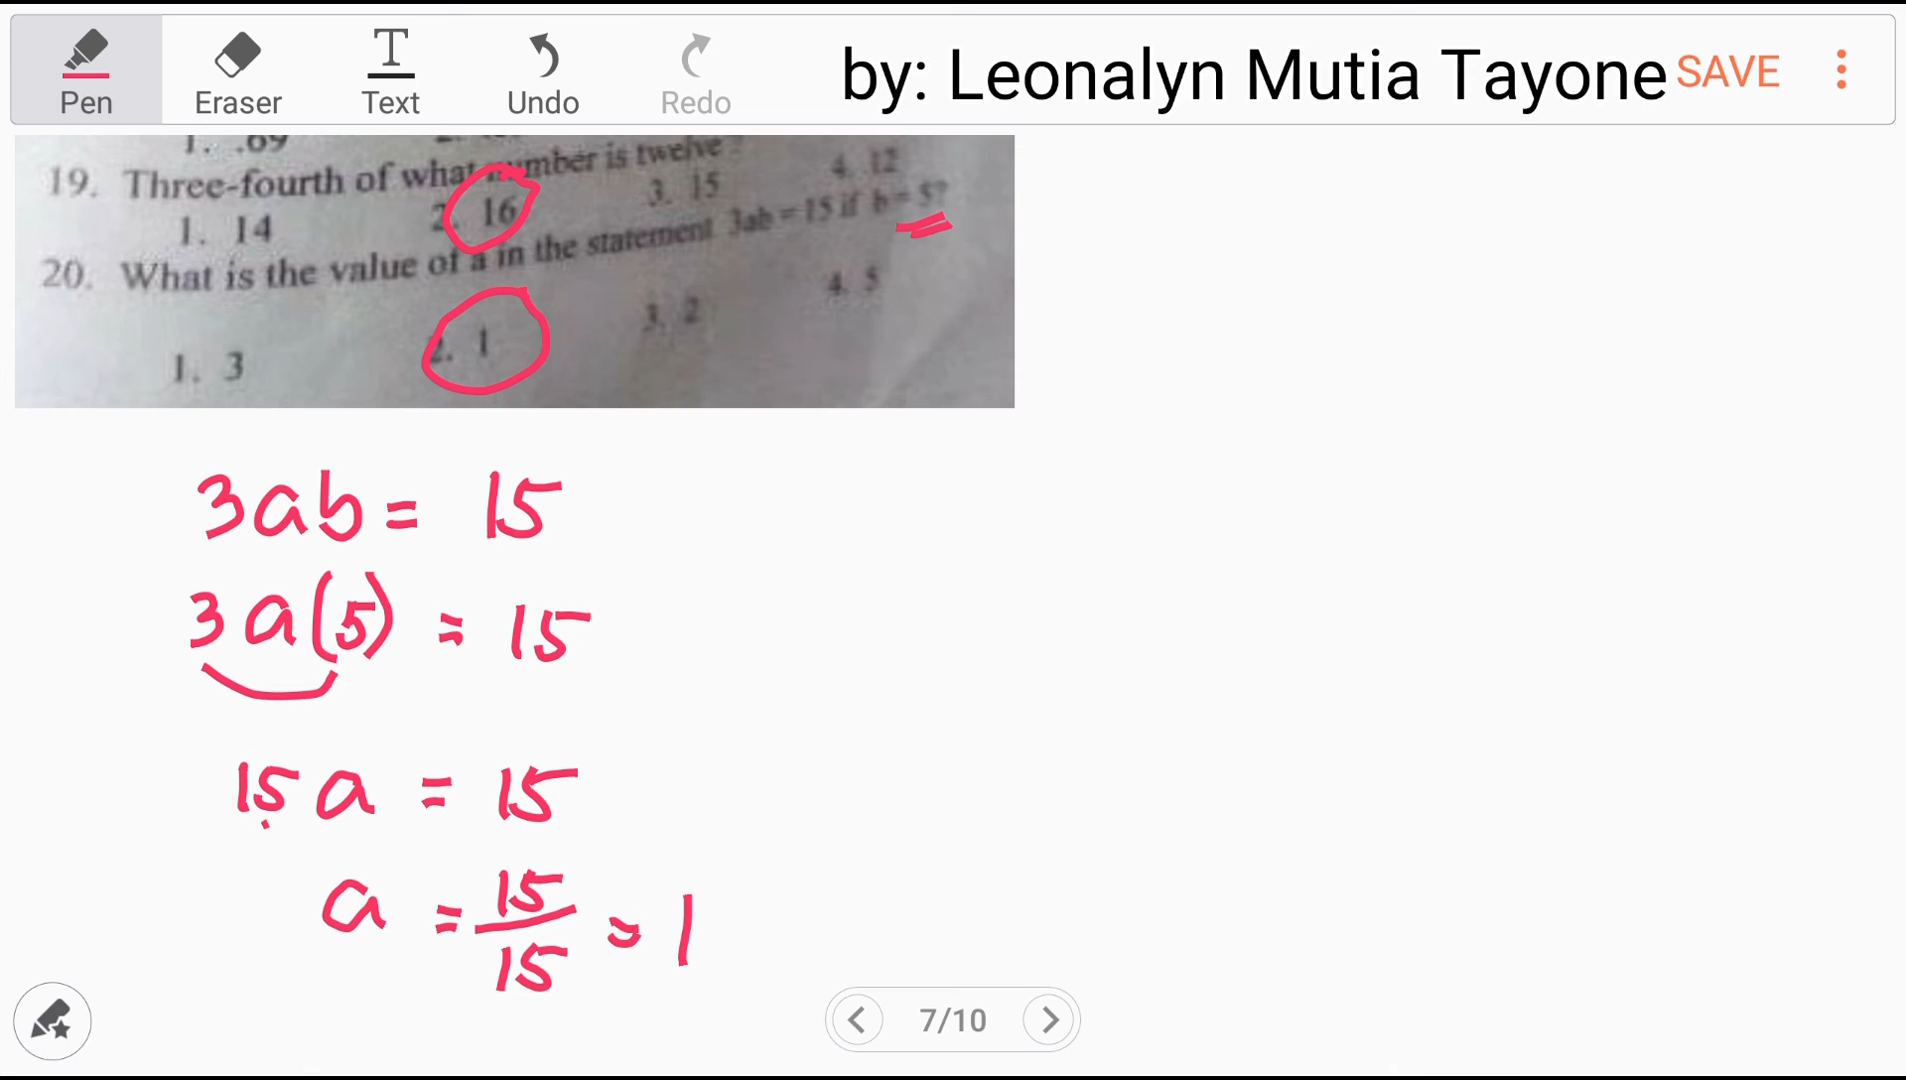 Pen
Eraser
Text
Undo
Redo
by: Leonalyn Mutia Tayone
SAVE
1. .69
19. Three-fourth of what number is twelve?
1. 14 2. 16 3. 15 4. 12
20. What is the value of a in the statement 3ab = 15 if b = 5?
1. 3 2. 1 3. 2 4. 5
3ab = 15
3a(5) = 15
15a = 15
a = 15/15 = 1
7/10